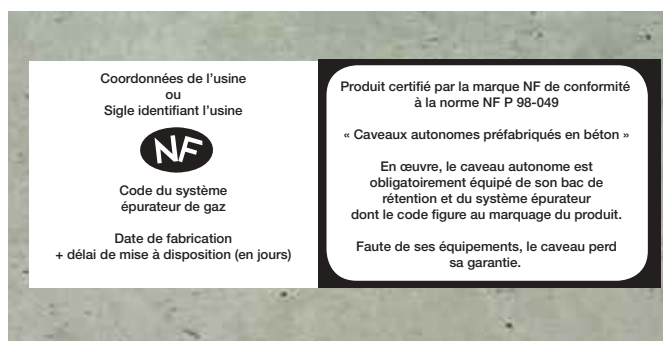 Coordonnées de l'usine
ou
Sigle identifiant l'usine
NF
Code du système
épurateur de gaz
Date de fabrication
+ délai de mise à disposition (en jours)
Produit certifié par la marque NF de conformité
à la norme NF P 98-049
« Caveaux autonomes préfabriqués en béton »
En œuvre, le caveau autonome est
obligatoirement équipé de son bac de
rétention et du système épurateur
dont le code figure au marquage du produit.
Faute de ses équipements, le caveau perd
sa garantie.